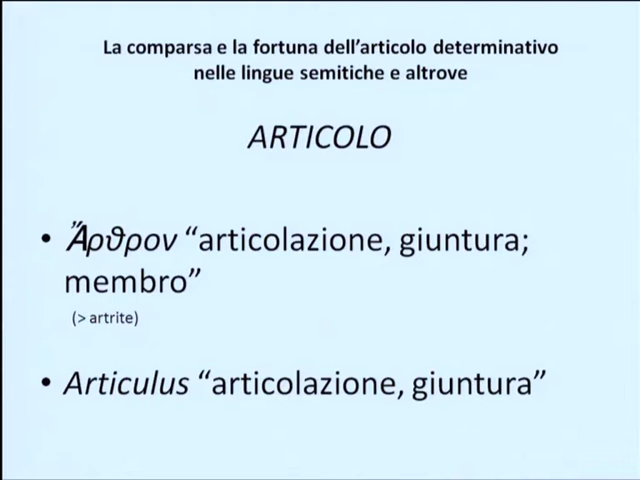 La comparsa e la fortuna dell’articolo determinativo
nelle lingue semitiche e altrove
ARTICOLO
• Ἄρϑρον “articolazione, giuntura;
membro”
(> artrite)
• Articulus “articolazione, giuntura”